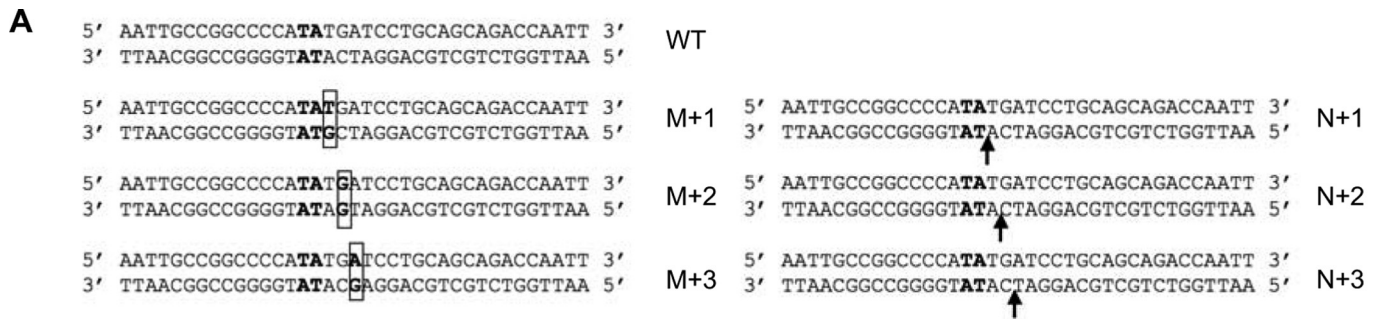 A
5′ AATTGCCGGCCCCATATGATCCTGCAGCAGACCAATT 3′
3′ TTAACGGCCGGGGTATACTAGGACGTCGTCTGGTTAA 5′
WT
5′ AATTGCCGGCCCCATATGATCCTGCAGCAGACCAATT 3′
3′ TTAACGGCCGGGGTATGCTAGGACGTCGTCTGGTTAA 5′
M+1
5′ AATTGCCGGCCCCATATGATCCTGCAGCAGACCAATT 3′
3′ TTAACGGCCGGGGTATACTAGGACGTCGTCTGGTTAA 5′
N+1
5′ AATTGCCGGCCCCATATGATCCTGCAGCAGACCAATT 3′
3′ TTAACGGCCGGGGTATAGTAGGACGTCGTCTGGTTAA 5′
M+2
5′ AATTGCCGGCCCCATATGATCCTGCAGCAGACCAATT 3′
3′ TTAACGGCCGGGGTATACTAGGACGTCGTCTGGTTAA 5′
N+2
5′ AATTGCCGGCCCCATATGATCCTGCAGCAGACCAATT 3′
3′ TTAACGGCCGGGGTATACGAGGACGTCGTCTGGTTAA 5′
M+3
5′ AATTGCCGGCCCCATATGATCCTGCAGCAGACCAATT 3′
3′ TTAACGGCCGGGGTATACTAGGACGTCGTCTGGTTAA 5′
N+3